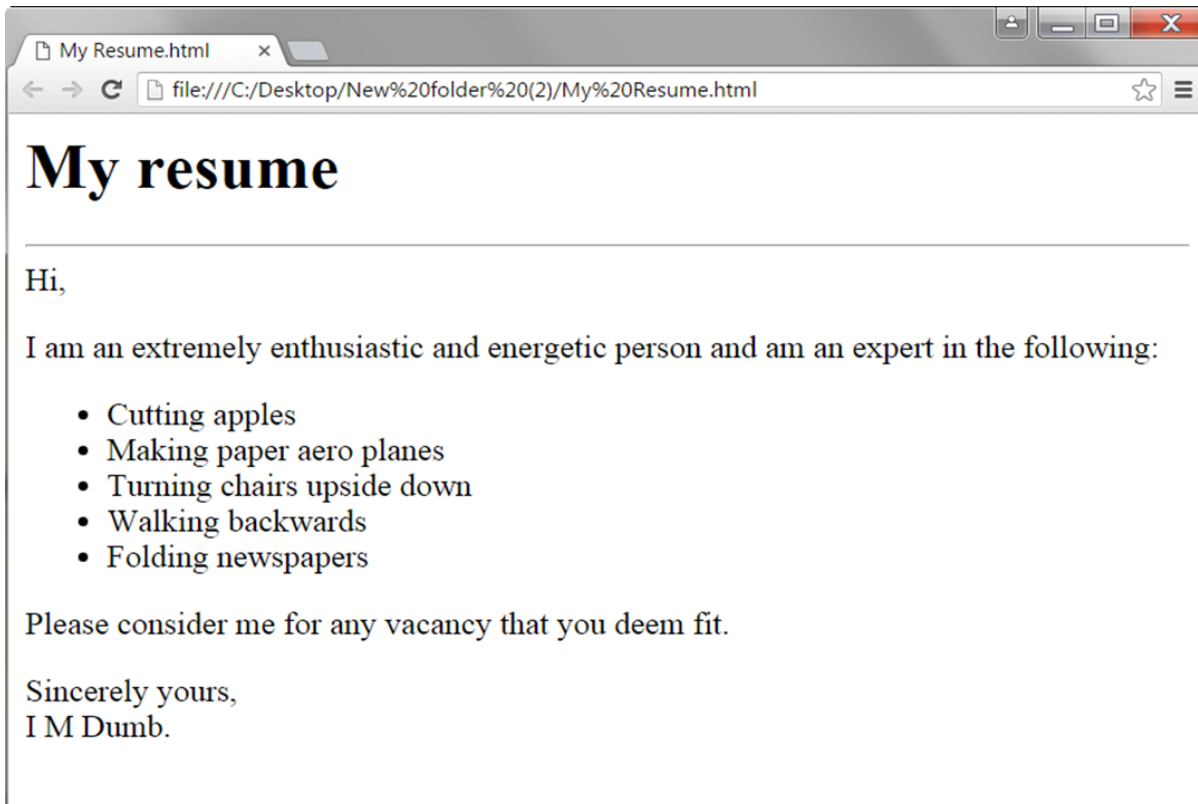 My Resume.html
file:///C:/Desktop/New%20folder%20(2)/My%20Resume.html
My resume
Hi,
I am an extremely enthusiastic and energetic person and am an expert in the following:
• Cutting apples
• Making paper aero planes
• Turning chairs upside down
• Walking backwards
• Folding newspapers
Please consider me for any vacancy that you deem fit.
Sincerely yours,
I M Dumb.